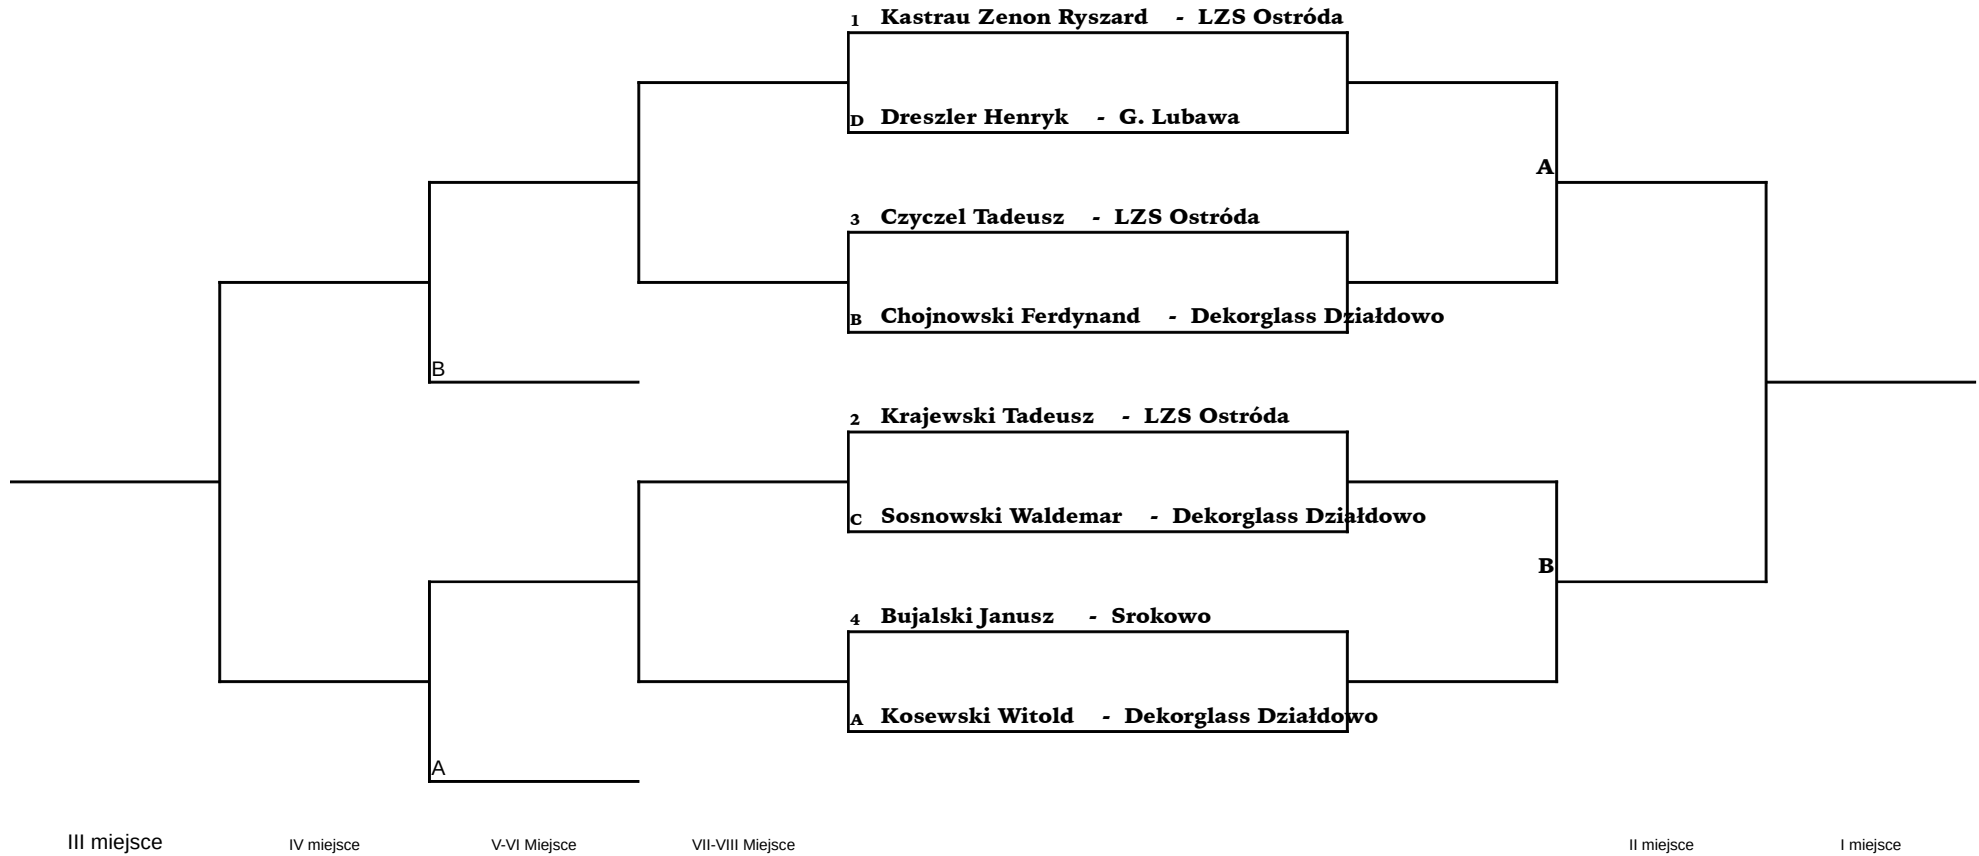 1 Kastrau Zenon Ryszard - LZS Ostróda
D Dreszler Henryk - G. Lubawa
A
3 Czyczel Tadeusz - LZS Ostróda
B Chojnowski Ferdynand - Dekorglass Działdowo
B
2 Krajewski Tadeusz - LZS Ostróda
C Sosnowski Waldemar - Dekorglass Działdowo
B
4 Bujalski Janusz - Srokowo
A Kosewski Witold - Dekorglass Działdowo
A
III miejsce IV miejsce V-VI Miejsce VII-VIII Miejsce II miejsce I miejsce